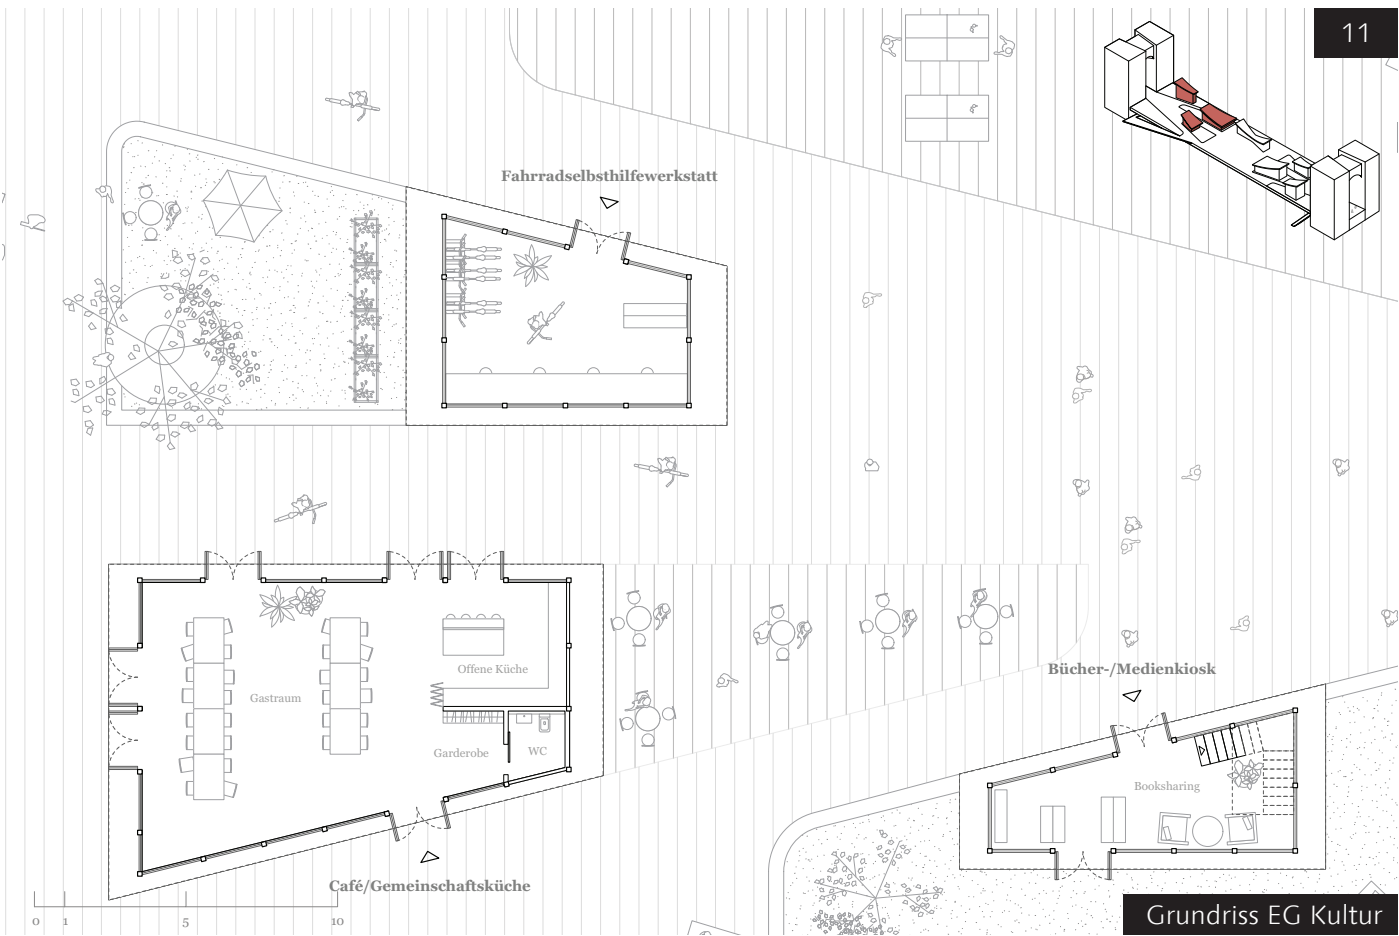 11
Fahrradselbsthilfewerkstatt
Offene Küche
Gastraum
Garderobe
WC
Bücher-/Medienkiosk
Booksharing
Café/Gemeinschaftsküche
0 1 5 10
Grundriss EG Kultur